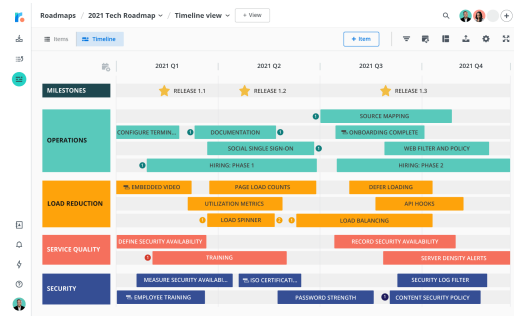 Roadmaps / 2021 Tech Roadmap / Timeline view + View
Items Timeline + Item
2021 Q1 2021 Q2 2021 Q3 2021 Q4
MILESTONES RELEASE 1.1 RELEASE 1.2 RELEASE 1.3
SOURCE MAPPING
CONFIGURE TERMIN... DOCUMENTATION ONBOARDING COMPLETE
OPERATIONS
SOCIAL SINGLE SIGN-ON WEB FILTER AND POLICY
HIRING: PHASE 1 HIRING: PHASE 2
EMBEDDED VIDEO PAGE LOAD COUNTS DEFER LOADING
LOAD REDUCTION UTILIZATION METRICS API HOOKS
LOAD SPINNER LOAD BALANCING
DEFINE SECURITY AVAILABILITY RECORD SECURITY AVAILABILITY
SERVICE QUALITY
TRAINING SERVER DENSITY ALERTS
MEASURE SECURITY AVAILABI... ISO CERTIFICATI... SECURITY LOG FILTER
SECURITY
EMPLOYEE TRAINING PASSWORD STRENGTH CONTENT SECURITY POLICY